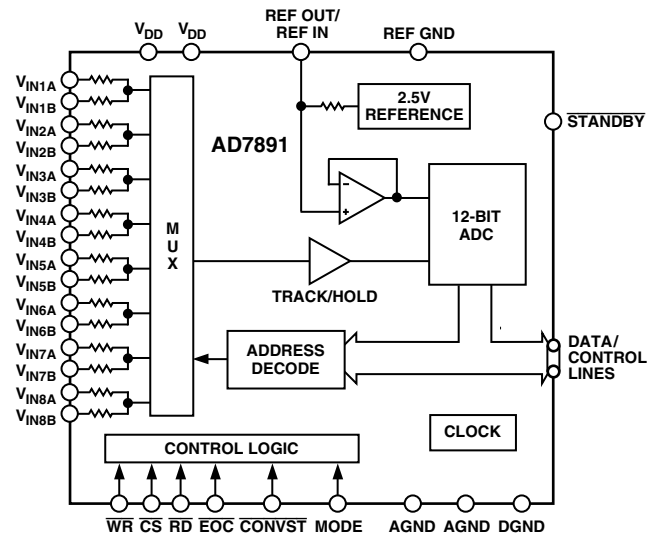 REF OUT/
REF IN
REF GND
VDD VDD
VIN1A
VIN1B
VIN2A
VIN2B
VIN3A
VIN3B
VIN4A
VIN4B
VIN5A
VIN5B
VIN6A
VIN6B
VIN7A
VIN7B
VIN8A
VIN8B
MUX
AD7891
2.5V
REFERENCE
STANDBY
−
+
12-BIT
ADC
TRACK/HOLD
ADDRESS
DECODE
DATA/
CONTROL
LINES
CLOCK
CONTROL LOGIC
WR CS RD EOC CONVST MODE AGND AGND DGND